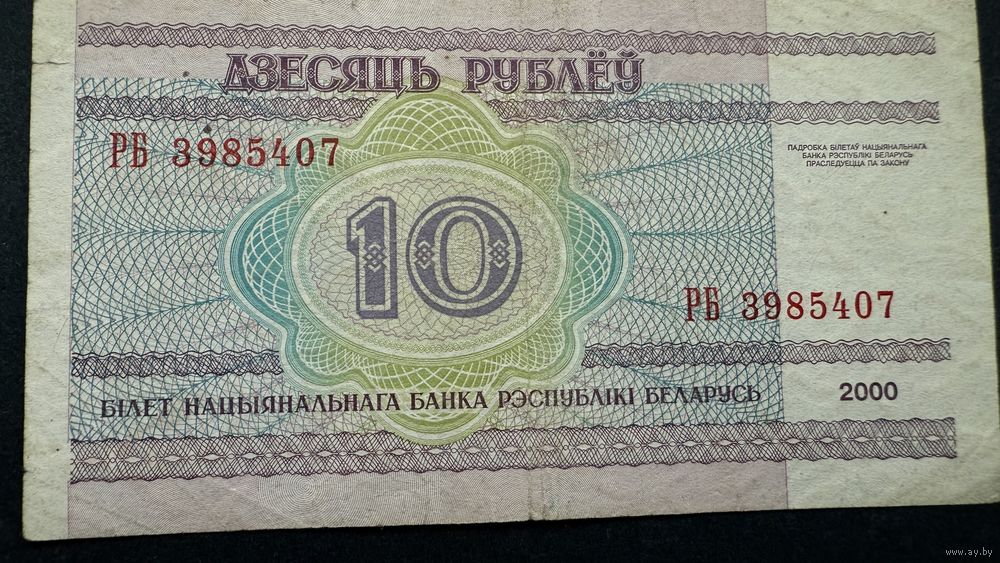 ДЗЕСЯЦЬ РУБЛЁЎ
РБ 3985407
ПАДРОБКА БІЛЕТАЎ НАЦЫЯНАЛЬНАГА
БАНКА РЭСПУБЛІКІ БЕЛАРУСЬ
ПРАСЛЕДУЕЦЦА ПА ЗАКОНУ
10
РБ 3985407
БІЛЕТ НАЦЫЯНАЛЬНАГА БАНКА РЭСПУБЛІКІ БЕЛАРУСЬ
2000
www.ay.by